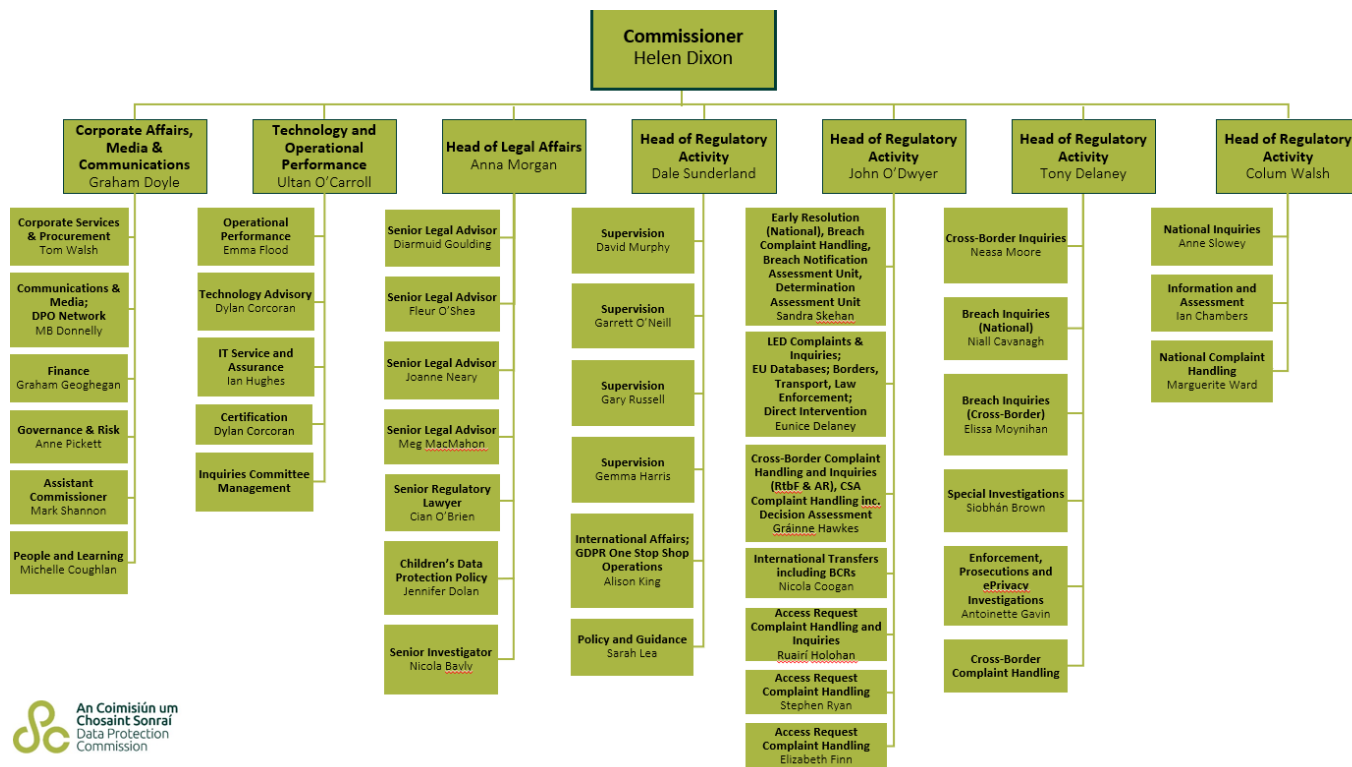 Commissioner
Helen Dixon
Corporate Affairs,
Media &
Communications
Graham Doyle
Technology and
Operational
Performance
Ultan O'Carroll
Head of Legal Affairs
Anna Morgan
Head of Regulatory
Activity
Dale Sunderland
Head of Regulatory
Activity
John O'Dwyer
Head of Regulatory
Activity
Tony Delaney
Head of Regulatory
Activity
Colum Walsh
Corporate Services
& Procurement
Tom Walsh
Communications &
Media;
DPO Network
MB Donnelly
Finance
Graham Geoghegan
Governance & Risk
Anne Pickett
Assistant
Commissioner
Mark Shannon
People and Learning
Michelle Coughlan
Operational
Performance
Emma Flood
Technology Advisory
Dylan Corcoran
IT Service and
Assurance
Ian Hughes
Certification
Dylan Corcoran
Inquiries Committee
Management
Senior Legal Advisor
Diarmuid Goulding
Senior Legal Advisor
Fleur O'Shea
Senior Legal Advisor
Joanne Neary
Senior Legal Advisor
Meg MacMahon
Senior Regulatory
Lawyer
Cian O'Brien
Children's Data
Protection Policy
Jennifer Dolan
Senior Investigator
Nicola Bayly
Supervision
David Murphy
Supervision
Garrett O'Neill
Supervision
Gary Russell
Supervision
Gemma Harris
International Affairs;
GDPR One Stop Shop
Operations
Alison King
Policy and Guidance
Sarah Lea
Early Resolution
(National), Breach
Complaint Handling,
Breach Notification
Assessment Unit,
Determination
Assessment Unit
Sandra Skehan
LED Complaints &
Inquiries;
EU Databases; Borders,
Transport, Law
Enforcement;
Direct Intervention
Eunice Delaney
Cross-Border Complaint
Handling and Inquiries
(RtbF & AR), CSA
Complaint Handling inc.
Decision Assessment
Gráinne Hawkes
International Transfers
including BCRs
Nicola Coogan
Access Request
Complaint Handling and
Inquiries
Ruairí Holohan
Access Request
Complaint Handling
Stephen Ryan
Access Request
Complaint Handling
Elizabeth Finn
Cross-Border Inquiries
Neasa Moore
Breach Inquiries
(National)
Niall Cavanagh
Breach Inquiries
(Cross-Border)
Elissa Moynihan
Special Investigations
Siobhán Brown
Enforcement,
Prosecutions and
ePrivacy
Investigations
Antoinette Gavin
Cross-Border
Complaint Handling
National Inquiries
Anne Slowey
Information and
Assessment
Ian Chambers
National Complaint
Handling
Marguerite Ward
An Coimisiún um
Chosaint Sonraí
Data Protection
Commission